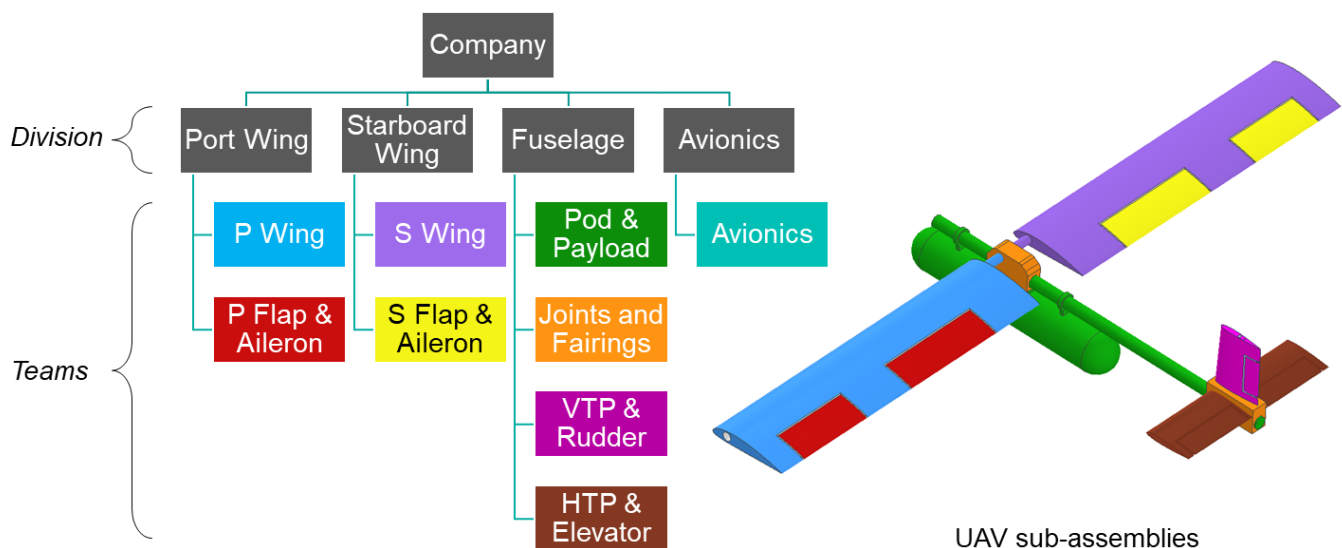 Company
Division
Port Wing
Starboard
Wing
Fuselage
Avionics
Teams
P Wing
S Wing
Pod &
Payload
Avionics
P Flap &
Aileron
S Flap &
Aileron
Joints and
Fairings
VTP &
Rudder
HTP &
Elevator
UAV sub-assemblies